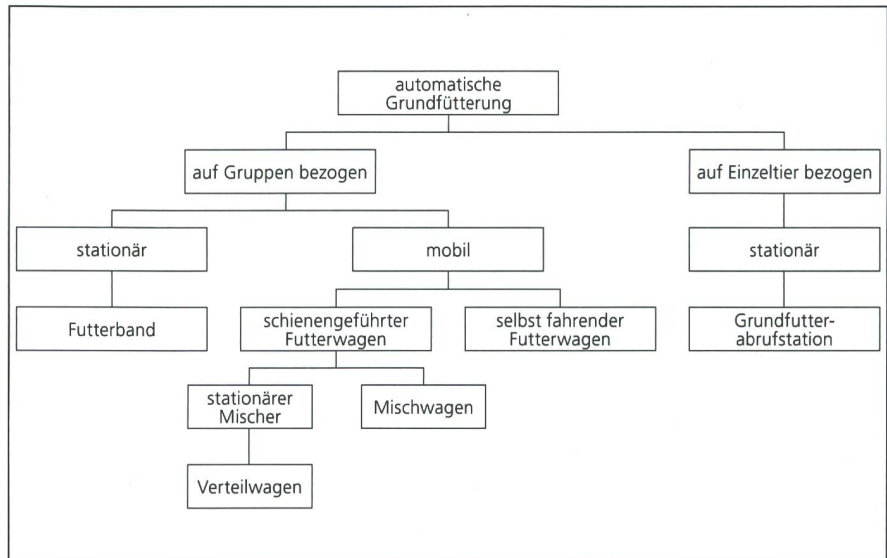 automatische
Grundfütterung
auf Gruppen bezogen
auf Einzeltier bezogen
stationär
mobil
stationär
Futterband
schienengeführter
Futterwagen
selbst fahrender
Futterwagen
Grundfutter-
abrufstation
stationärer
Mischer
Mischwagen
Verteilwagen